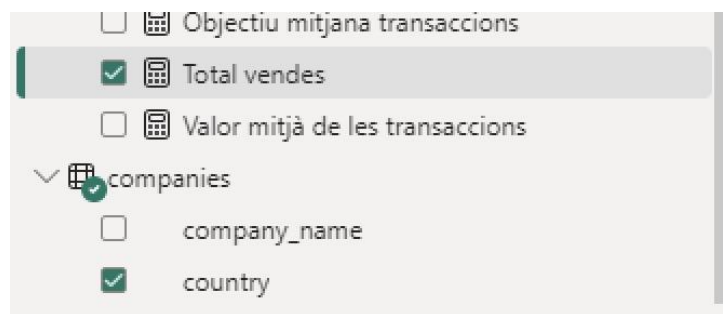 Objectiu mitjana transaccions
Total vendes
Valor mitjà de les transaccions
companies
company_name
country